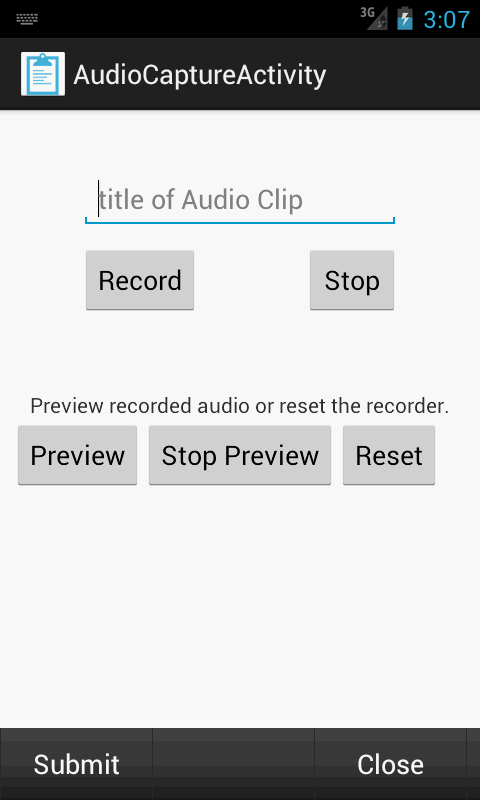 3G 3:07
AudioCaptureActivity
title of Audio Clip
Record Stop
Preview recorded audio or reset the recorder.
Preview Stop Preview Reset
Submit Close